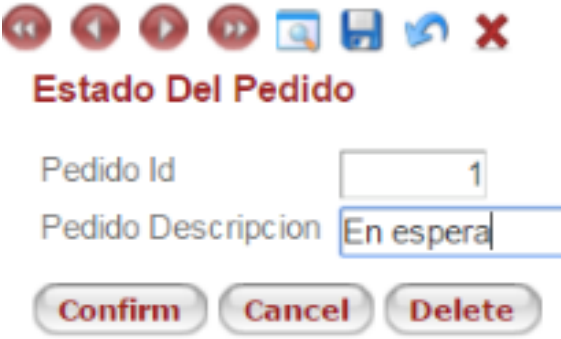 Estado Del Pedido
Pedido Id 1
Pedido Descripcion En espera
Confirm Cancel Delete